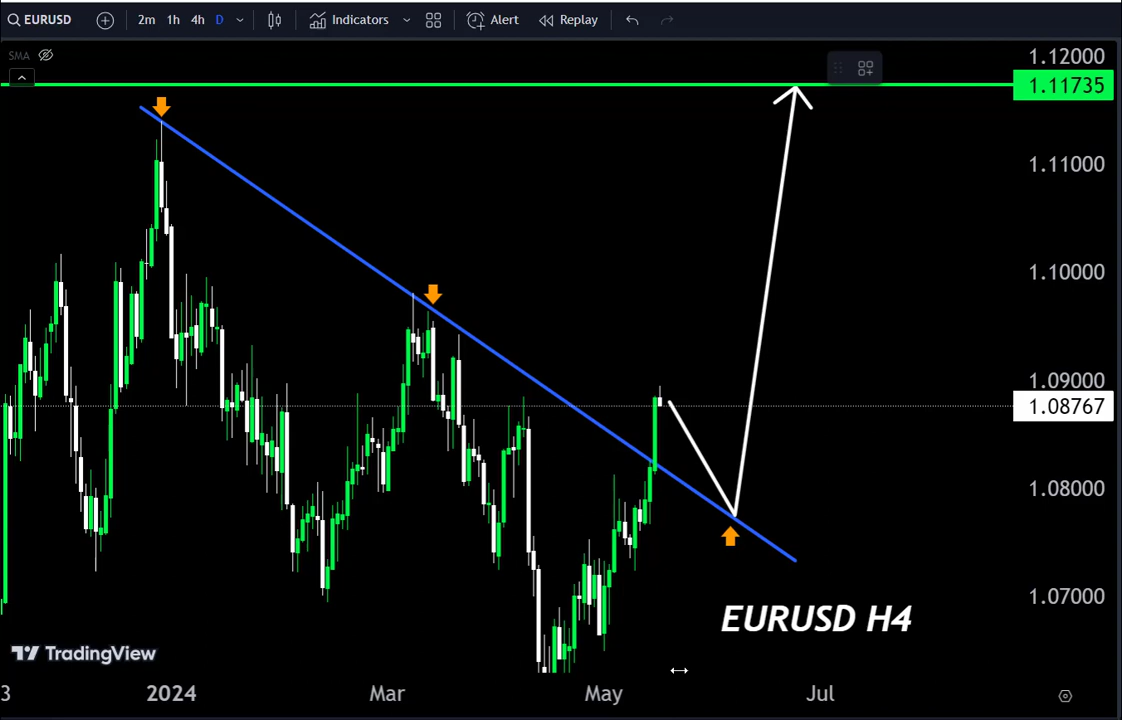 EURUSD 2m 1h 4h D Indicators Alert Replay
SMA
1.12000
1.11735
1.11000
1.10000
1.09000
1.08767
1.08000
1.07000
EURUSD H4
TradingView
3 2024 Mar May Jul